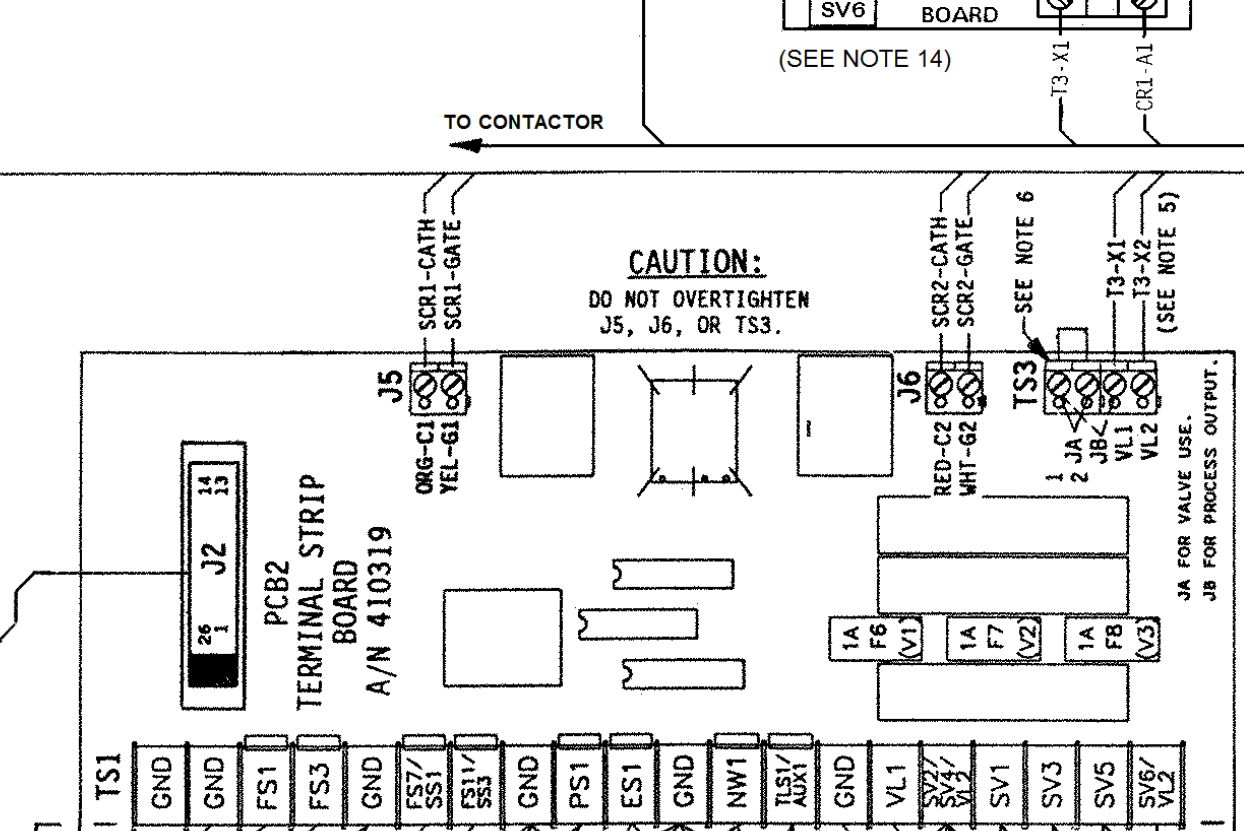 SV6
BOARD
(SEE NOTE 14)
T3-X1
CR1-A1
TO CONTACTOR
SCR1-CATH
SCR1-GATE
CAUTION:
DO NOT OVERTIGHTEN
J5, J6, OR TS3.
SCR2-CATH
SCR2-GATE
SEE NOTE 6
T3-X1
T3-X2
(SEE NOTE 5)
J5
J6
TS3
ORG-C1
YEL-G1
RED-C2
WHT-G2
1
2
JA
JB
VL1
VL2
JA FOR VALVE USE.
JB FOR PROCESS OUTPUT.
14
13
J2
26
1
PCB2
TERMINAL STRIP
BOARD
A/N 410319
1A
F6
(V1)
1A
F7
(V2)
1A
F8
(V3)
TS1
GND
GND
FS1
FS3
GND
FS7/
SS1
FS11/
SS3
GND
PS1
ES1
GND
NW1
TLS1/
AUX1
GND
VL1
SV2/
SV4/
VL2
SV1
SV3
SV5
SV6/
VL2